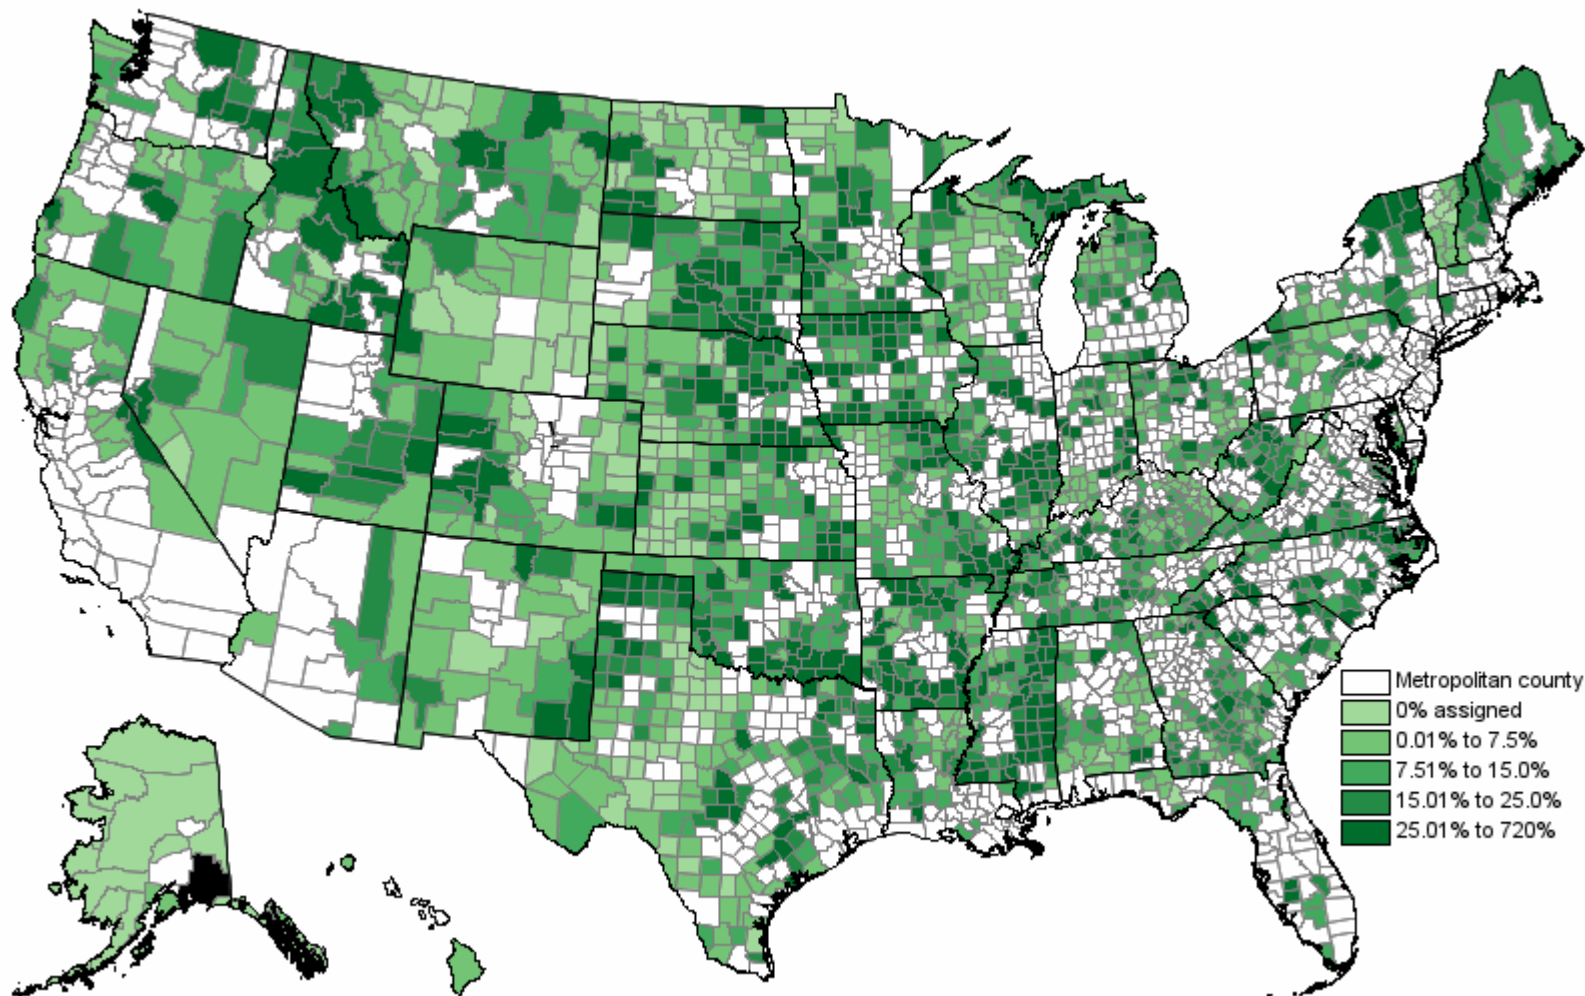 Metropolitan county
0% assigned
0.01% to 7.5%
7.51% to 15.0%
15.01% to 25.0%
25.01% to 720%